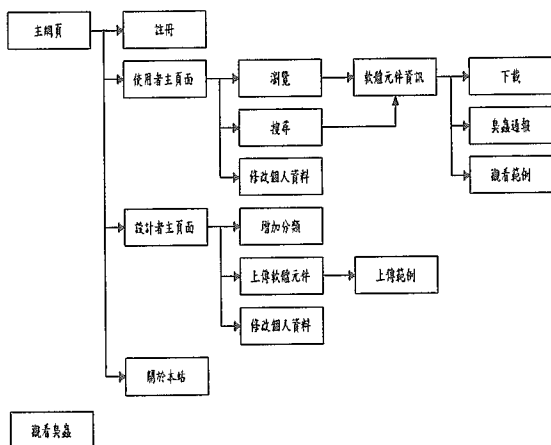 主網頁
註冊
使用者主頁面
瀏覽
軟體元件資訊
下載
搜尋
臭蟲通報
修改個人資料
觀看範例
設計者主頁面
增加分類
上傳軟體元件
上傳範例
修改個人資料
關於本站
觀看臭蟲